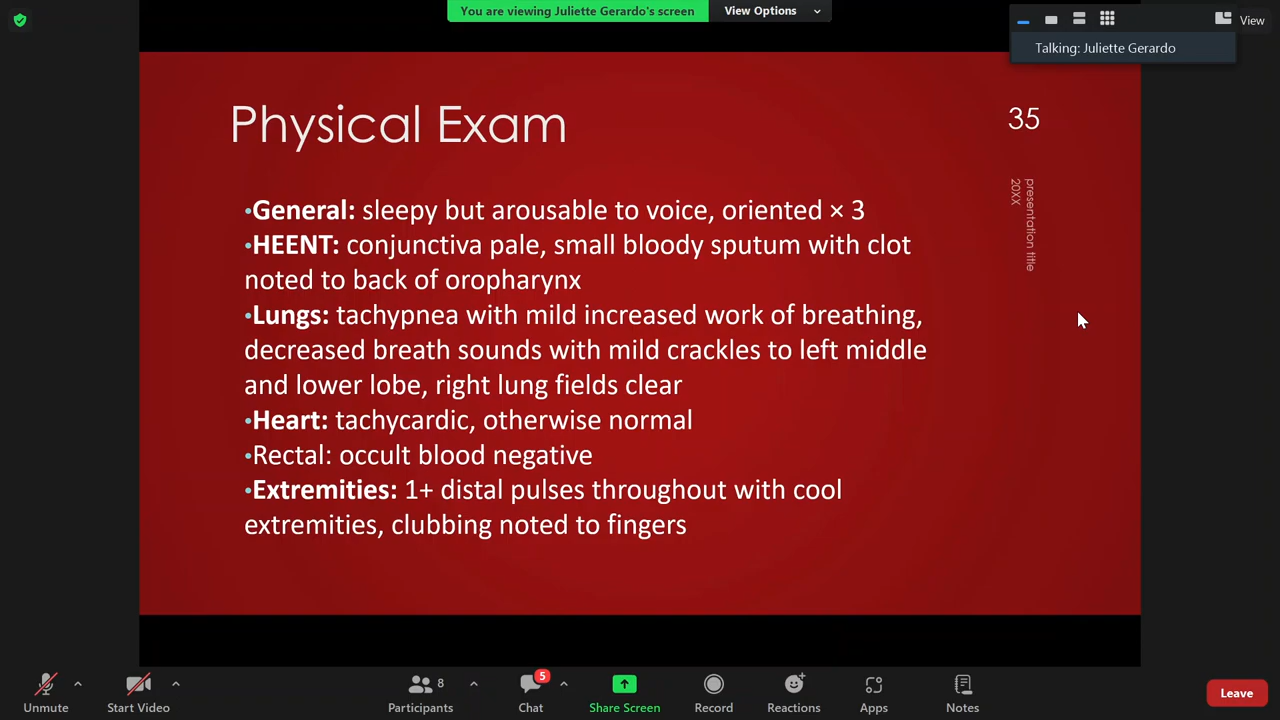 You are viewing Juliette Gerardo's screen
View Options
View
Talking: Juliette Gerardo
Physical Exam
35
presentation title
20XX
•General: sleepy but arousable to voice, oriented × 3
•HEENT: conjunctiva pale, small bloody sputum with clot
noted to back of oropharynx
•Lungs: tachypnea with mild increased work of breathing,
decreased breath sounds with mild crackles to left middle
and lower lobe, right lung fields clear
•Heart: tachycardic, otherwise normal
•Rectal: occult blood negative
•Extremities: 1+ distal pulses throughout with cool
extremities, clubbing noted to fingers
8
5
Unmute
Start Video
Participants
Chat
Share Screen
Record
Reactions
Apps
Notes
Leave